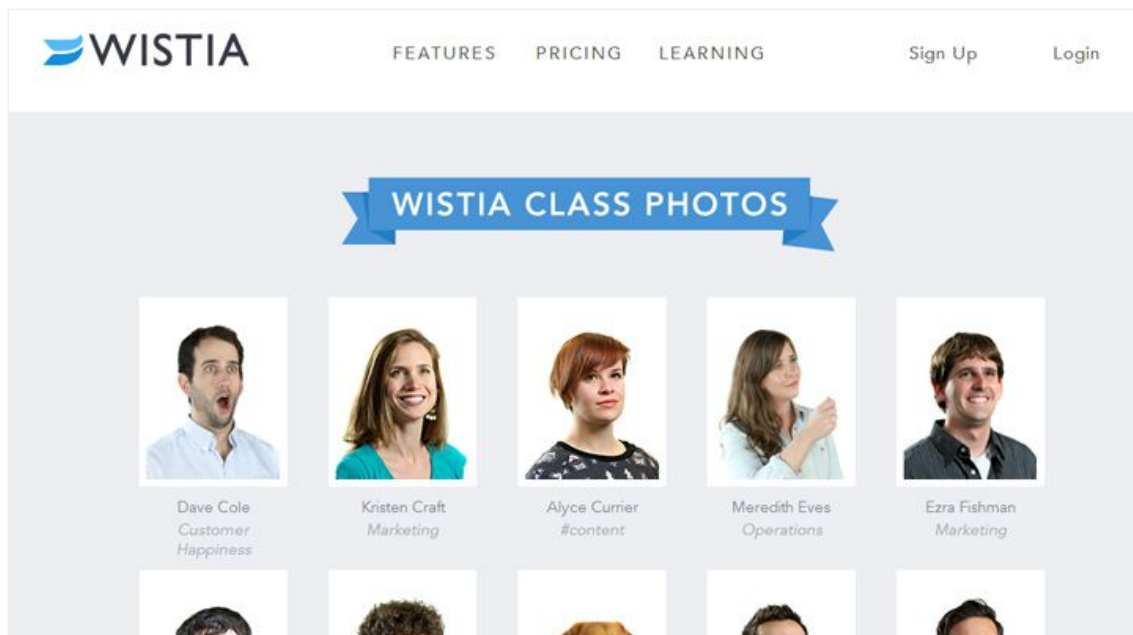 WISTIA
FEATURES PRICING LEARNING Sign Up Login
WISTIA CLASS PHOTOS
Dave Cole
Customer
Happiness
Kristen Craft
Marketing
Alyce Currier
#content
Meredith Eves
Operations
Ezra Fishman
Marketing